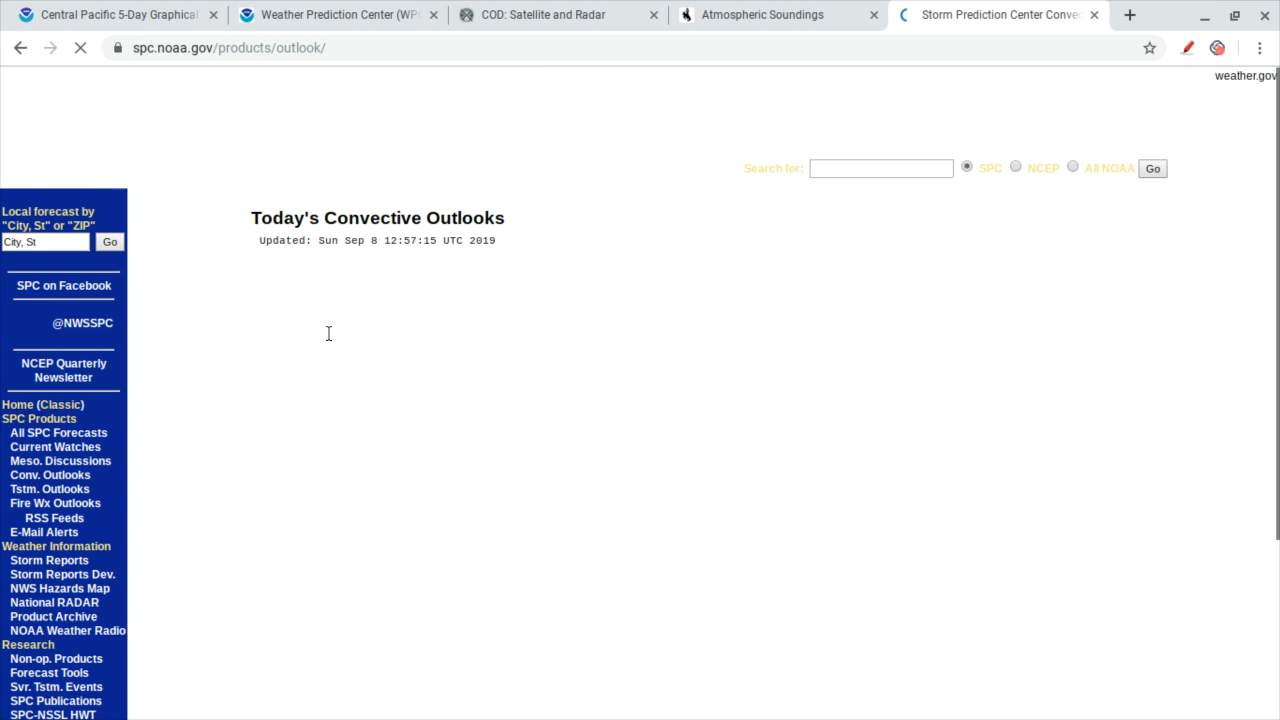 Central Pacific 5-Day Graphical
Weather Prediction Center (WPC
COD: Satellite and Radar
Atmospheric Soundings
Storm Prediction Center Convec
spc.noaa.gov/products/outlook/
weather.gov
Search for:
SPC
NCEP
All NOAA
Go
Local forecast by
"City, St" or "ZIP"
City, St
Go
SPC on Facebook
@NWSSPC
NCEP Quarterly
Newsletter
Home (Classic)
SPC Products
All SPC Forecasts
Current Watches
Meso. Discussions
Conv. Outlooks
Tstm. Outlooks
Fire Wx Outlooks
RSS Feeds
E-Mail Alerts
Weather Information
Storm Reports
Storm Reports Dev.
NWS Hazards Map
National RADAR
Product Archive
NOAA Weather Radio
Research
Non-op. Products
Forecast Tools
Svr. Tstm. Events
SPC Publications
SPC-NSSL HWT
Today's Convective Outlooks
Updated: Sun Sep 8 12:57:15 UTC 2019